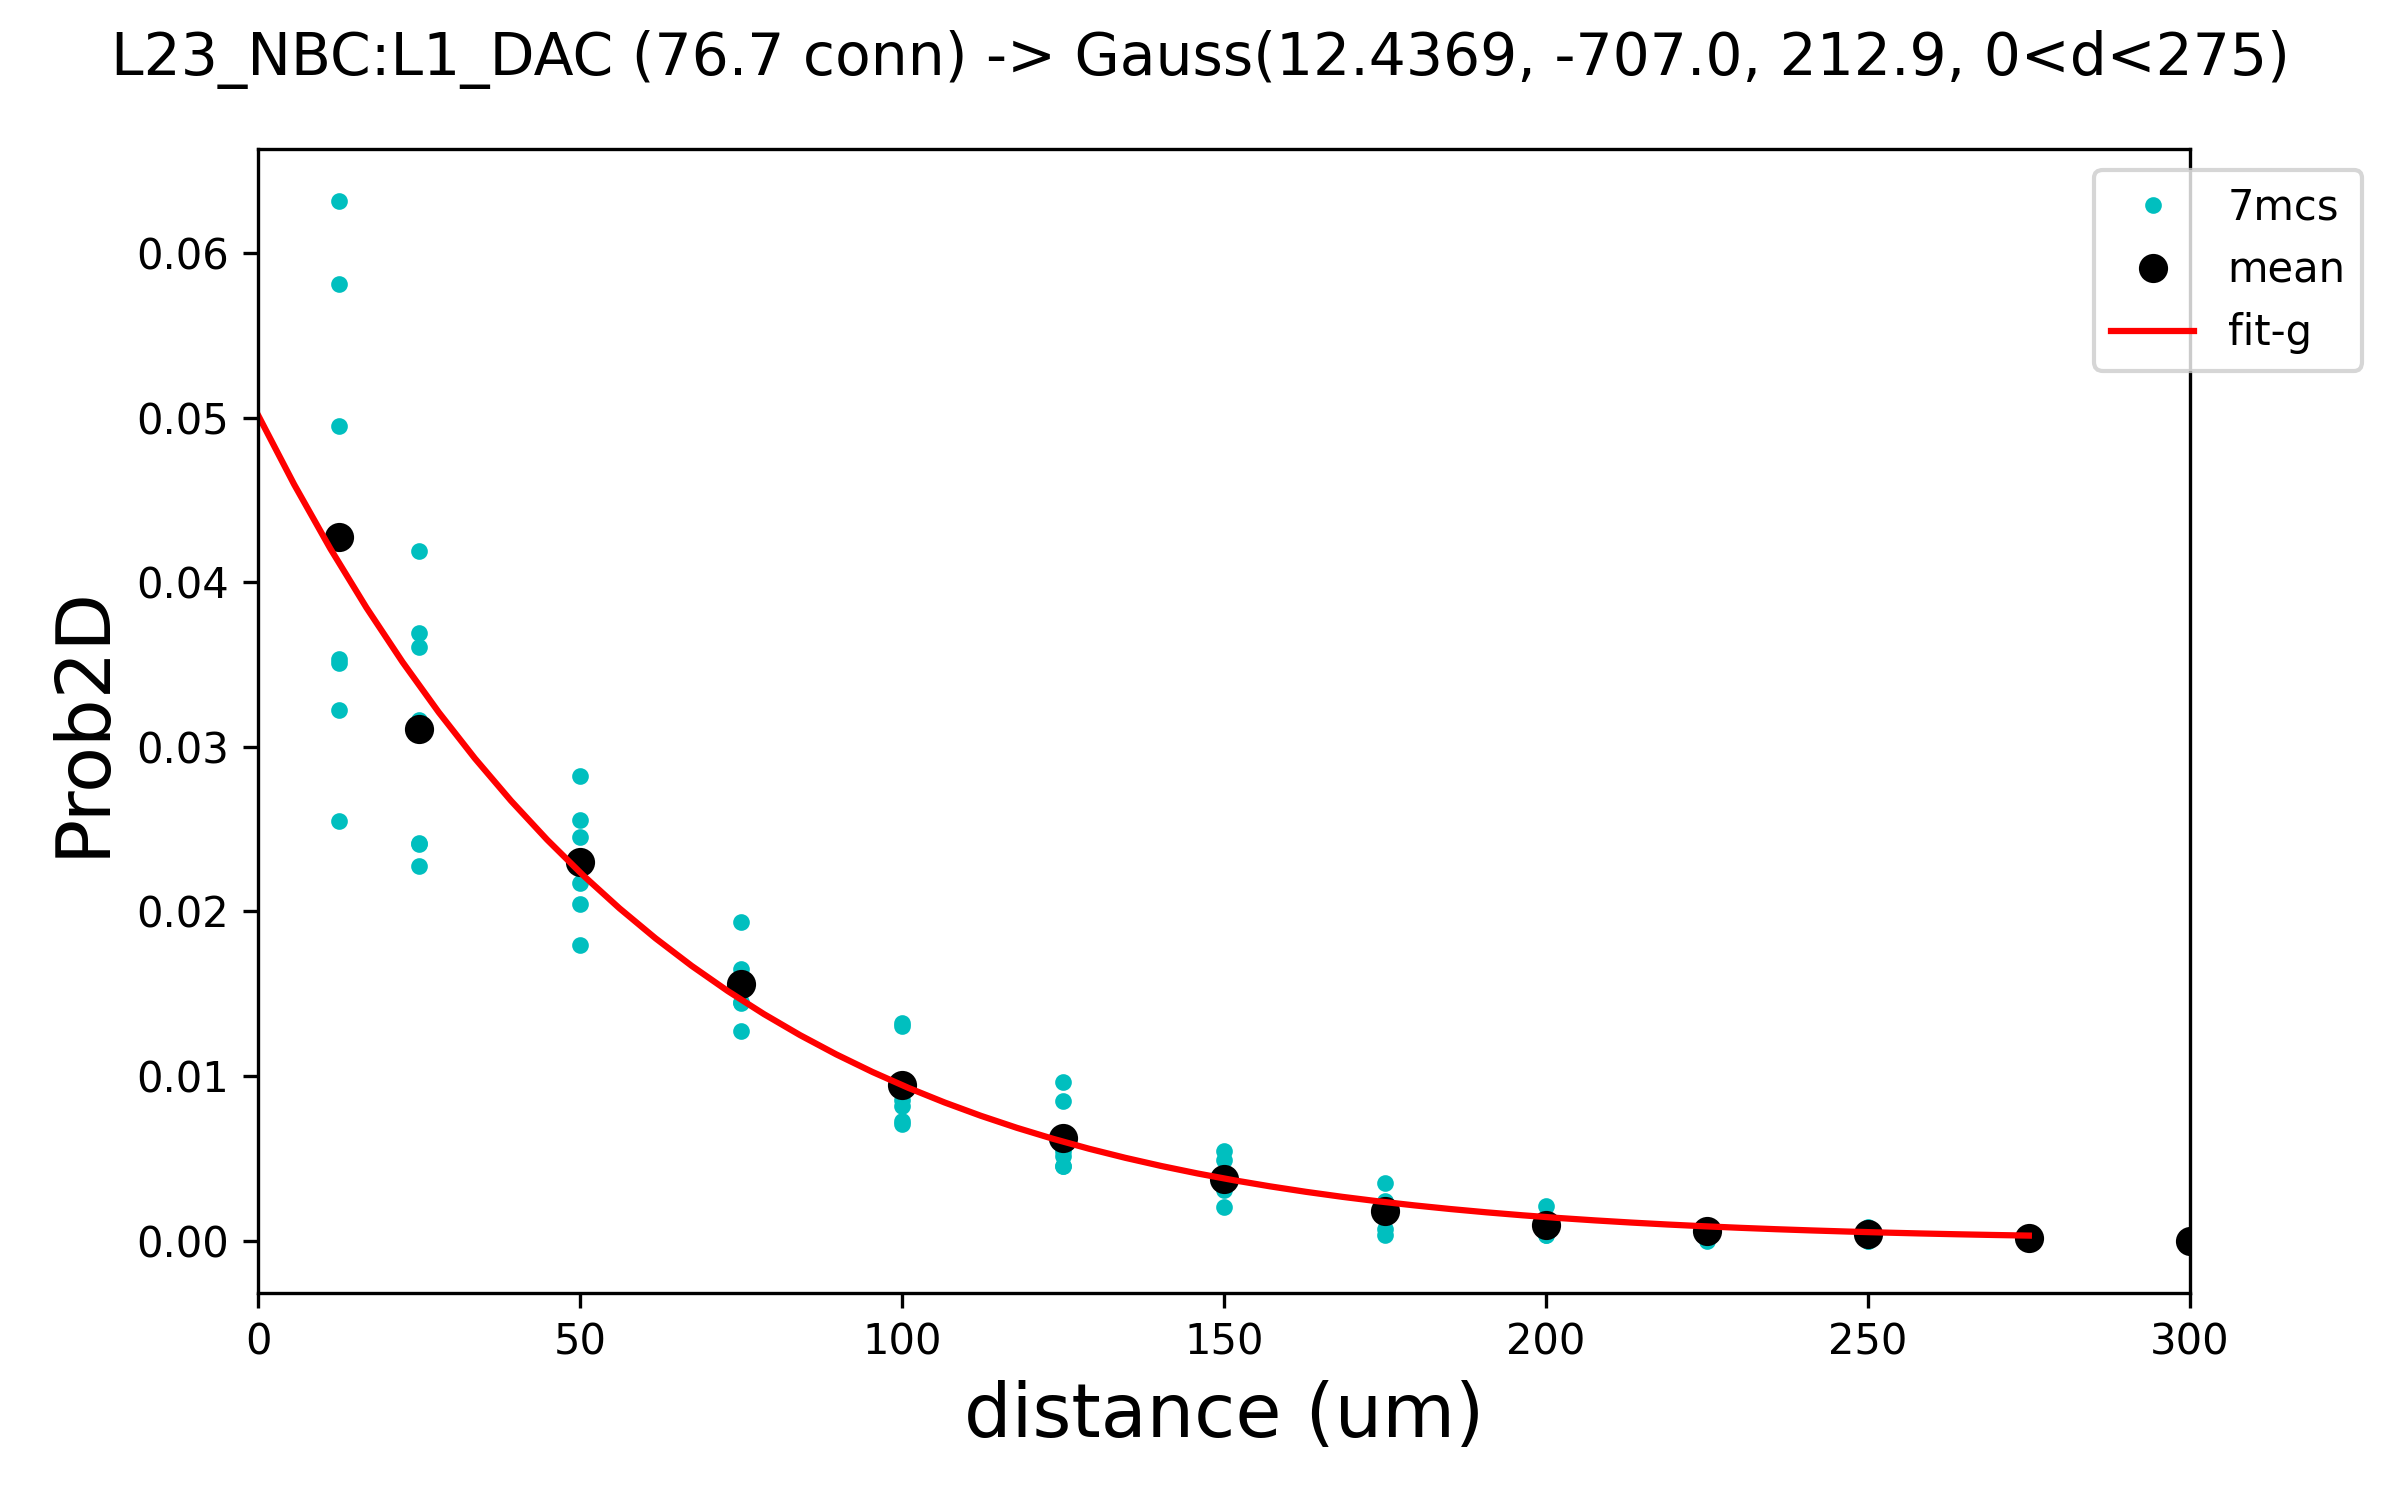 L23_NBC:L1_DAC (76.7 conn) -> Gauss(12.4369, -707.0, 212.9, 0<d<275)
7mcs
mean
fit-g
Prob2D
0.06
0.05
0.04
0.03
0.02
0.01
0.00
0 50 100 150 200 250 300
distance (um)